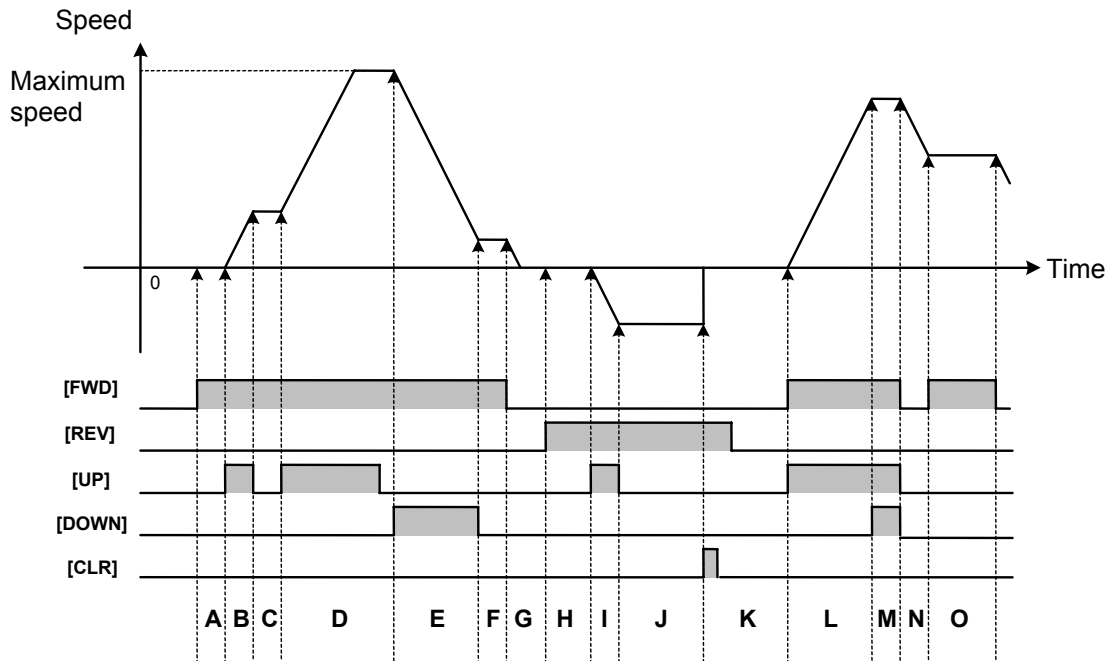 Speed
Maximum
speed
0
Time
[FWD]
[REV]
[UP]
[DOWN]
[CLR]
A B C D E F G H I J K L M N O